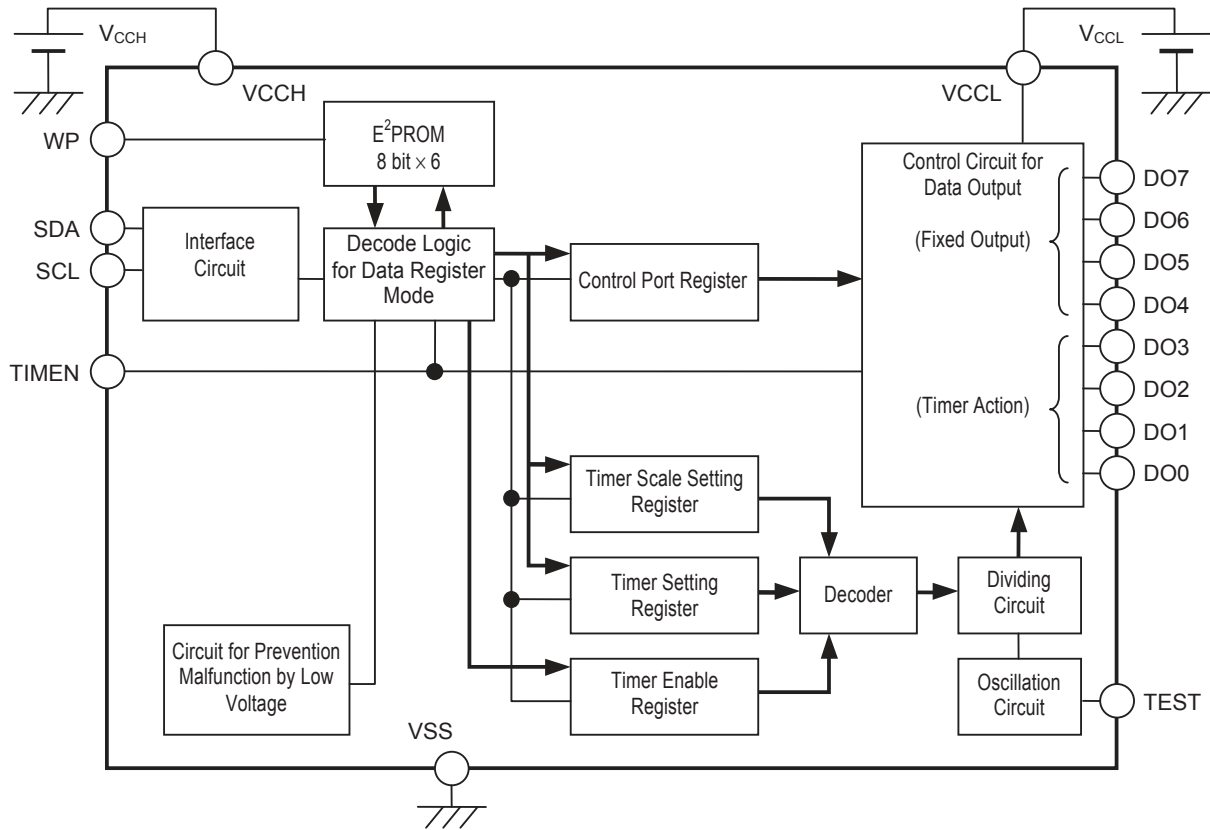 VCCH
VCCL
VCCH
VCCL
WP
E²PROM
8 bit × 6
Control Circuit for
Data Output
(Fixed Output)
(Timer Action)
DO7
DO6
DO5
DO4
DO3
DO2
DO1
DO0
SDA
SCL
Interface
Circuit
Decode Logic
for Data Register
Mode
Control Port Register
TIMEN
Timer Scale Setting
Register
Timer Setting
Register
Decoder
Dividing
Circuit
Circuit for Prevention
Malfunction by Low
Voltage
Timer Enable
Register
Oscillation
Circuit
TEST
VSS